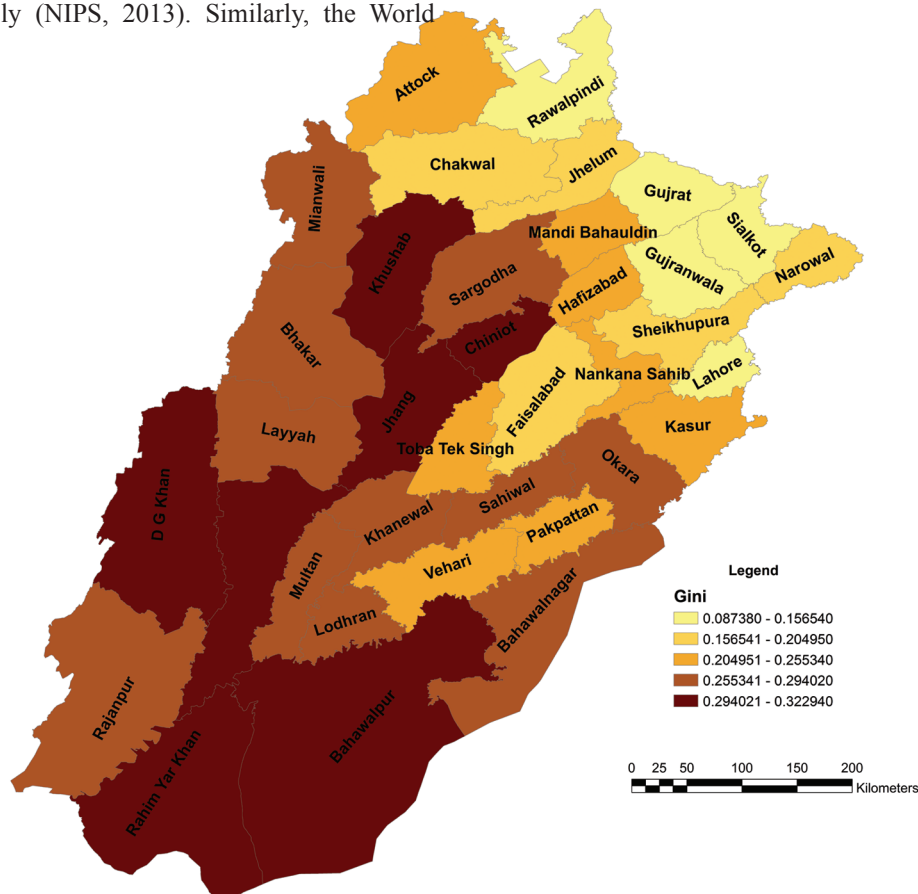 ly (NIPS, 2013). Similarly, the World
Attock
Rawalpindi
Chakwal
Jhelum
Mianwali
Gujrat
Khushab
Mandi Bahauldin
Sialkot
Sargodha
Gujranwala
Narowal
Hafizabad
Sheikhupura
Chiniot
Bhakar
Lahore
Nankana Sahib
Faisalabad
Jhang
Kasur
Layyah
Toba Tek Singh
Okara
D G Khan
Sahiwal
Khanewal
Pakpattan
Multan
Vehari
Bahawalnagar
Lodhran
Rajanpur
Bahawalpur
Rahim Yar Khan
Legend
Gini
0.087380 - 0.156540
0.156541 - 0.204950
0.204951 - 0.255340
0.255341 - 0.294020
0.294021 - 0.322940
0 25 50 100 150 200
Kilometers